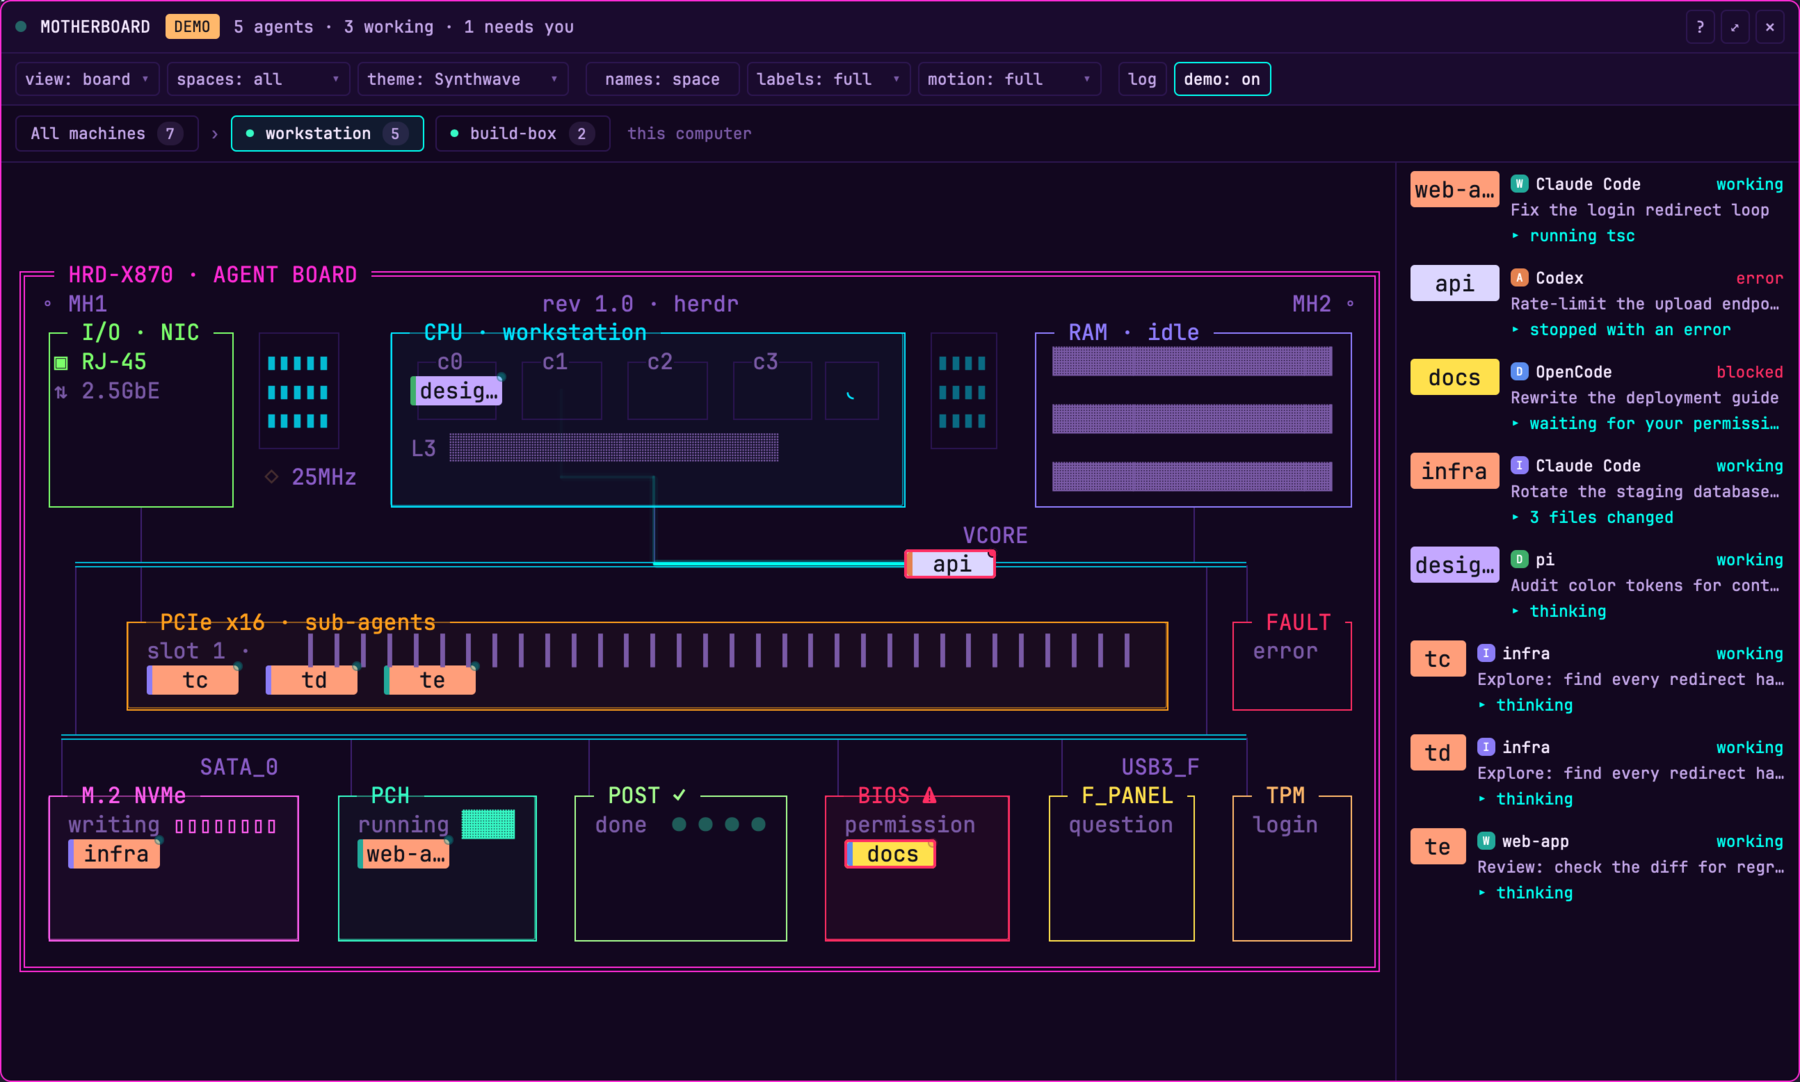 MOTHERBOARD DEMO 5 agents · 3 working · 1 needs you ? ⤢ ×
view: board ▾ spaces: all ▾ theme: Synthwave ▾ names: space labels: full ▾ motion: full ▾ log demo: on
All machines 7 › workstation 5 build-box 2 this computer
HRD-X870 · AGENT BOARD
MH1 rev 1.0 · herdr MH2
I/O · NIC
RJ-45
2.5GbE
25MHz
CPU · workstation
c0 c1 c2 c3
desig…
L3
RAM · idle
VCORE
api
PCIe x16 · sub-agents
slot 1 ·
tc td te
FAULT
error
SATA_0 USB3_F
M.2 NVMe
writing
infra
PCH
running
web-a…
POST ✓
done
BIOS ⚠
permission
docs
F_PANEL
question
TPM
login
web-a… W Claude Code working
Fix the login redirect loop
▸ running tsc
api A Codex error
Rate-limit the upload endpo…
▸ stopped with an error
docs D OpenCode blocked
Rewrite the deployment guide
▸ waiting for your permissi…
infra I Claude Code working
Rotate the staging database…
▸ 3 files changed
desig… D pi working
Audit color tokens for cont…
▸ thinking
tc I infra working
Explore: find every redirect ha…
▸ thinking
td I infra working
Explore: find every redirect ha…
▸ thinking
te W web-app working
Review: check the diff for regr…
▸ thinking